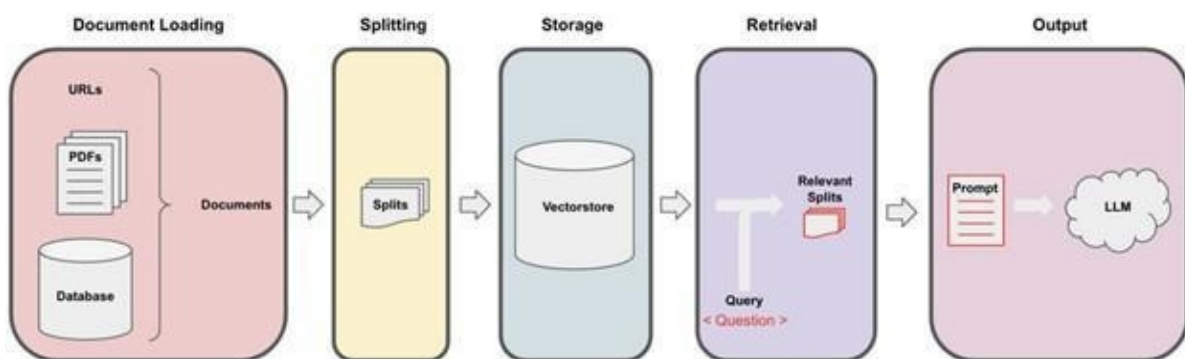 Document Loading
Splitting
Storage
Retrieval
Output
URLs
PDFs
Documents
Database
Splits
Vectorstore
Relevant
Splits
Query
< Question >
Prompt
LLM